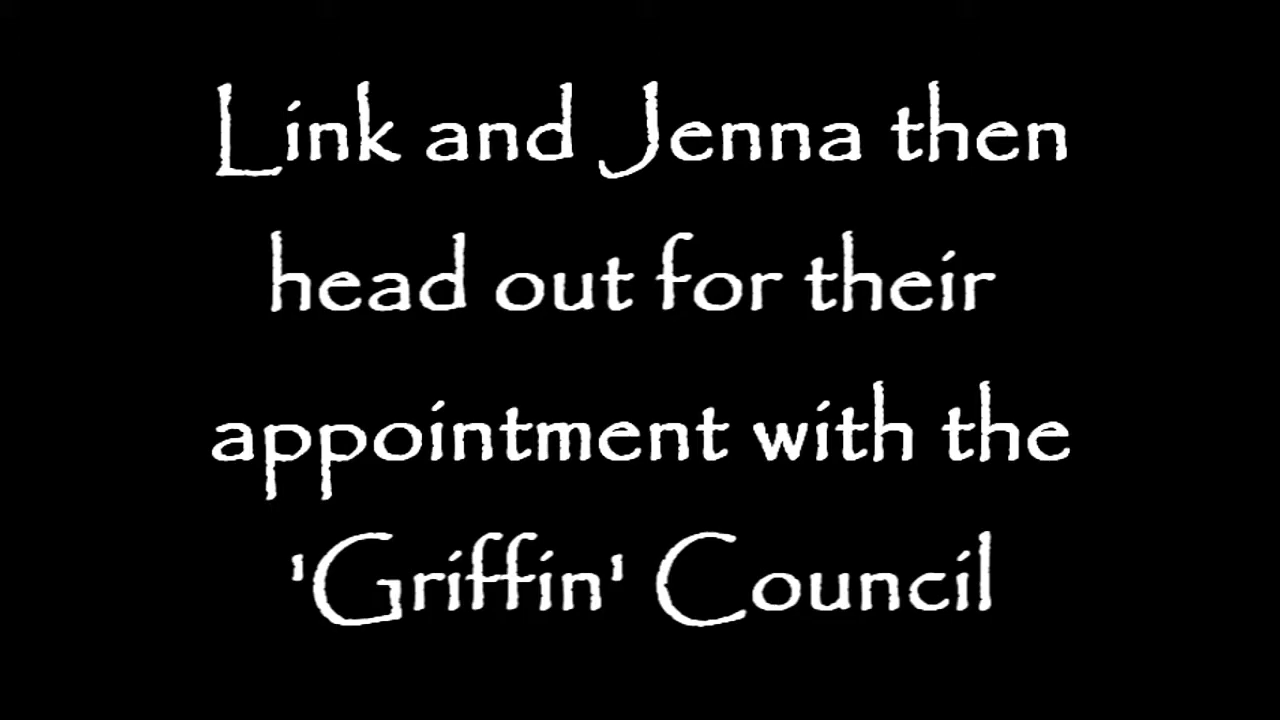 Link and Jenna then
head out for their
appointment with the
'Griffin' Council